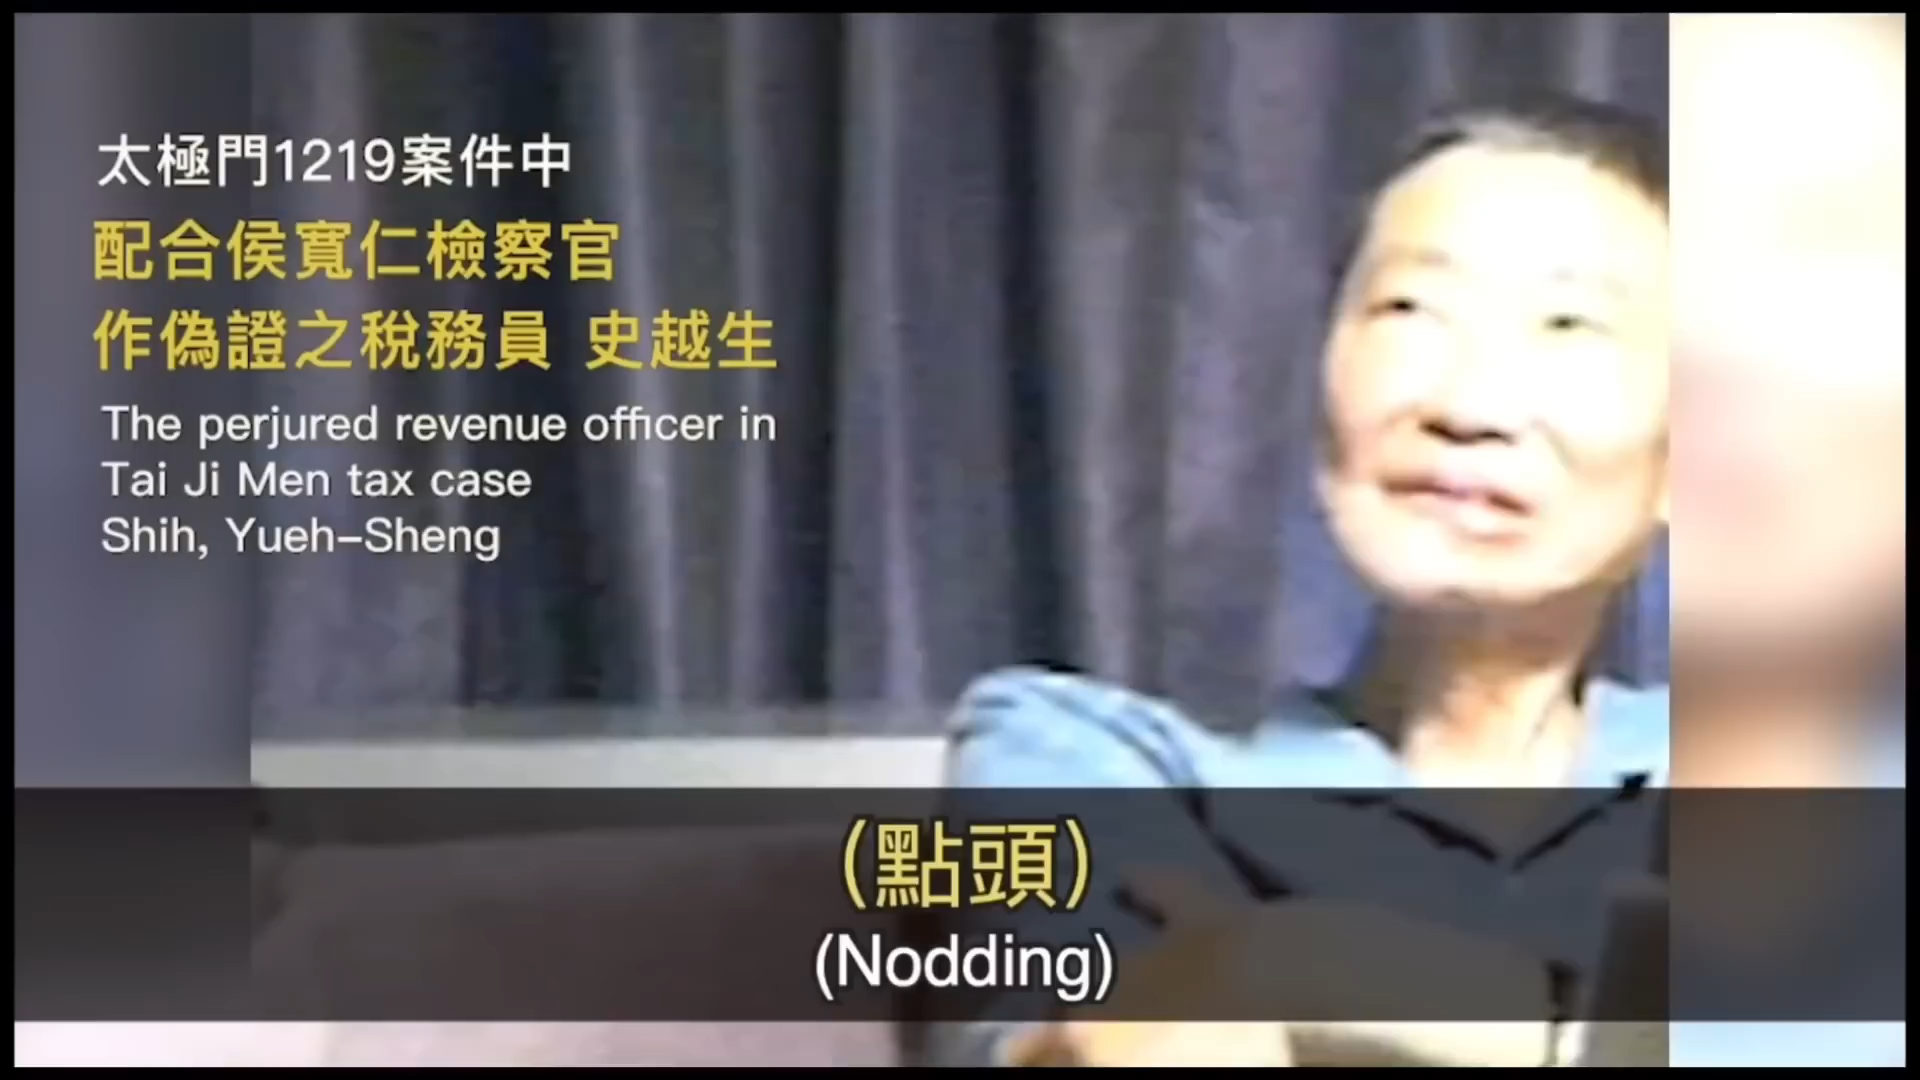 太極門1219案件中
配合侯寬仁檢察官
作偽證之稅務員 史越生
The perjured revenue officer in
Tai Ji Men tax case
Shih, Yueh-Sheng
(點頭)
(Nodding)